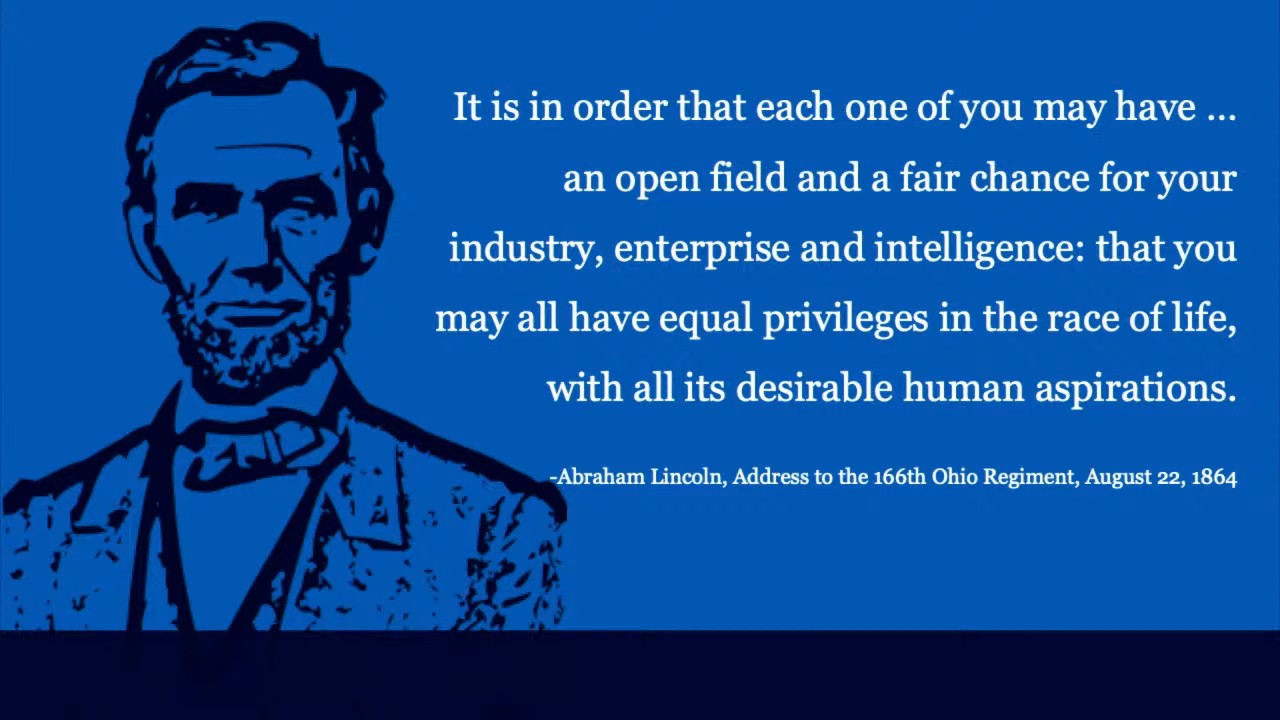 It is in order that each one of you may have ...
an open field and a fair chance for your
industry, enterprise and intelligence: that you
may all have equal privileges in the race of life,
with all its desirable human aspirations.
-Abraham Lincoln, Address to the 166th Ohio Regiment, August 22, 1864